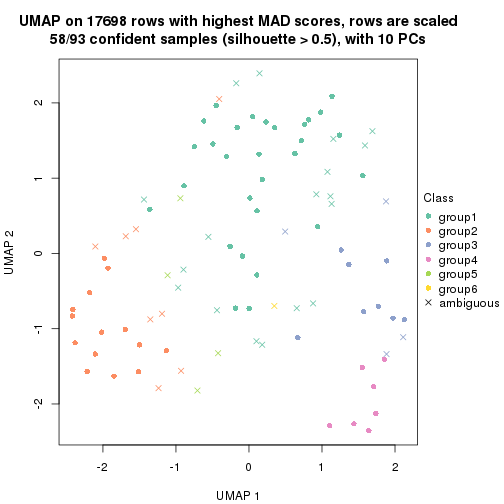 UMAP on 17698 rows with highest MAD scores, rows are scaled
58/93 confident samples (silhouette > 0.5), with 10 PCs
2
1
0
-1
-2
UMAP 2
-2
-1
0
1
2
UMAP 1
Class
group1
group2
group3
group4
group5
group6
ambiguous